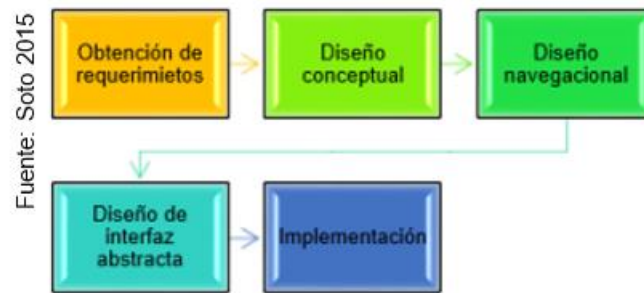 Fuente: Soto 2015
Obtención de
requerimietos
Diseño
conceptual
Diseño
navegacional
Diseño de
interfaz
abstracta
Implementación